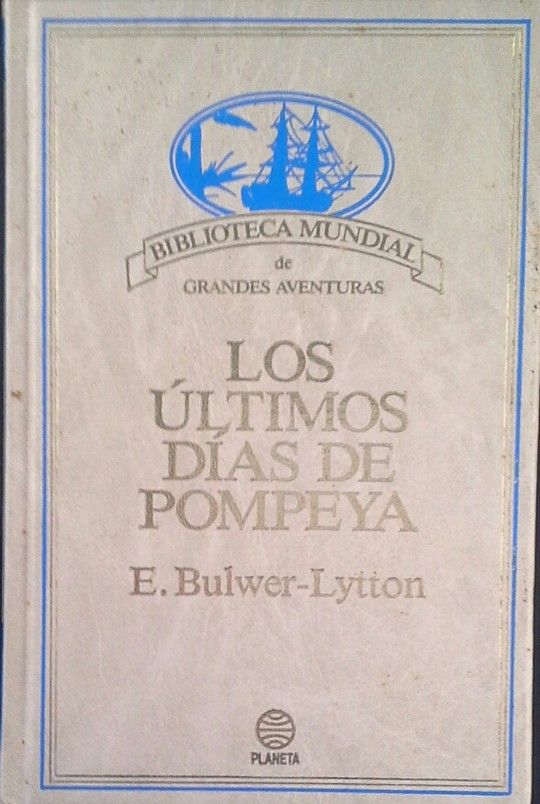 BIBLIOTECA MUNDIAL
de
GRANDES AVENTURAS
LOS
ÚLTIMOS
DÍAS DE
POMPEYA
E. Bulwer-Lytton
PLANETA